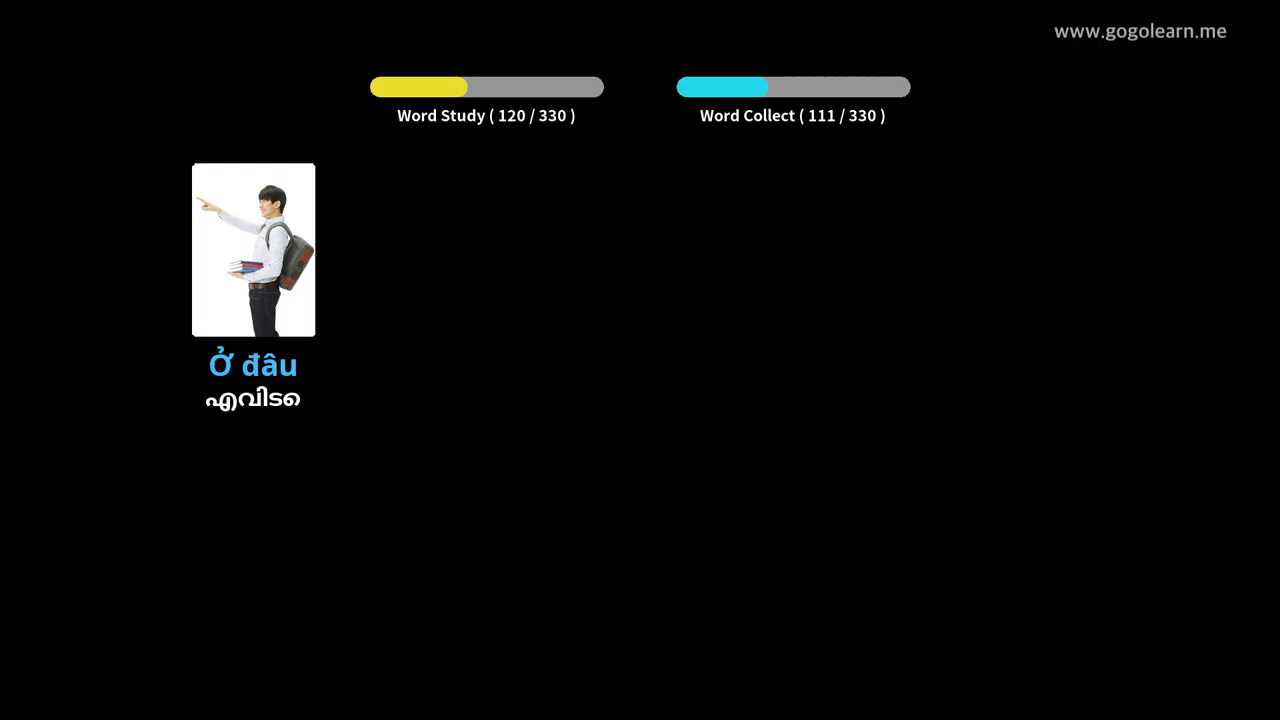 www.gogolearn.me
Word Study ( 120 / 330 )
Word Collect ( 111 / 330 )
Ở đâu
എവിടെ